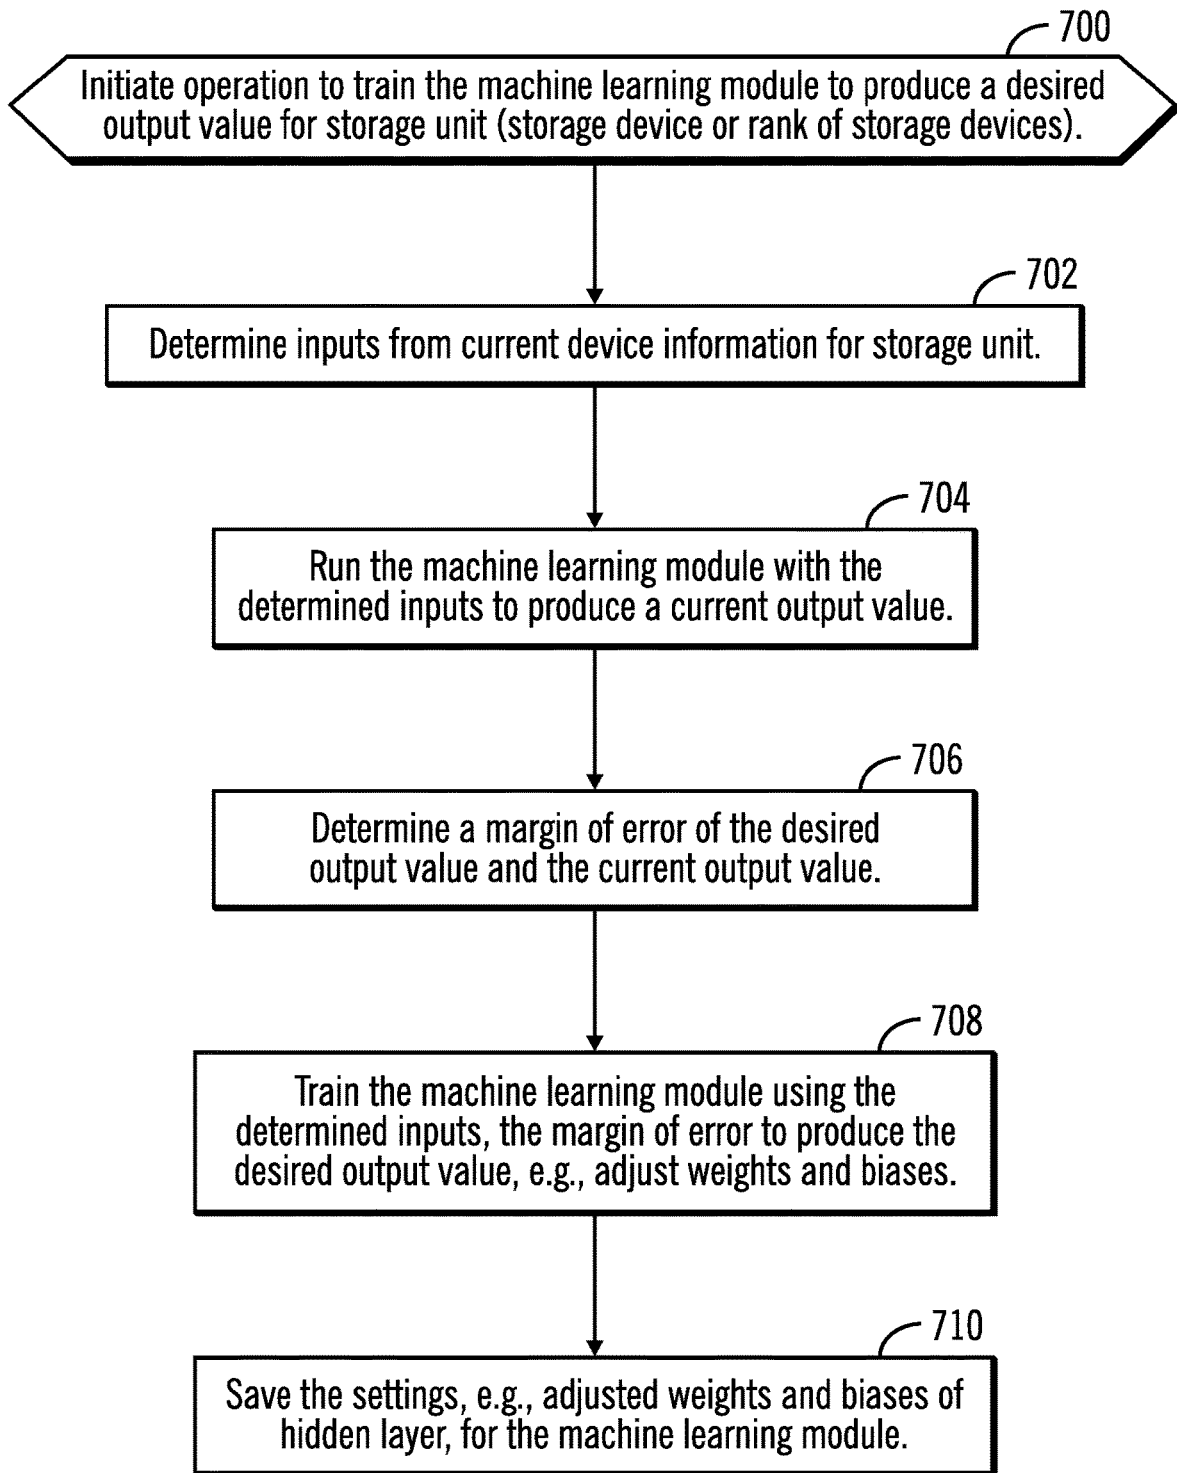 700
Initiate operation to train the machine learning module to produce a desired
output value for storage unit (storage device or rank of storage devices).
702
Determine inputs from current device information for storage unit.
704
Run the machine learning module with the
determined inputs to produce a current output value.
706
Determine a margin of error of the desired
output value and the current output value.
708
Train the machine learning module using the
determined inputs, the margin of error to produce the
desired output value, e.g., adjust weights and biases.
710
Save the settings, e.g., adjusted weights and biases of
hidden layer, for the machine learning module.